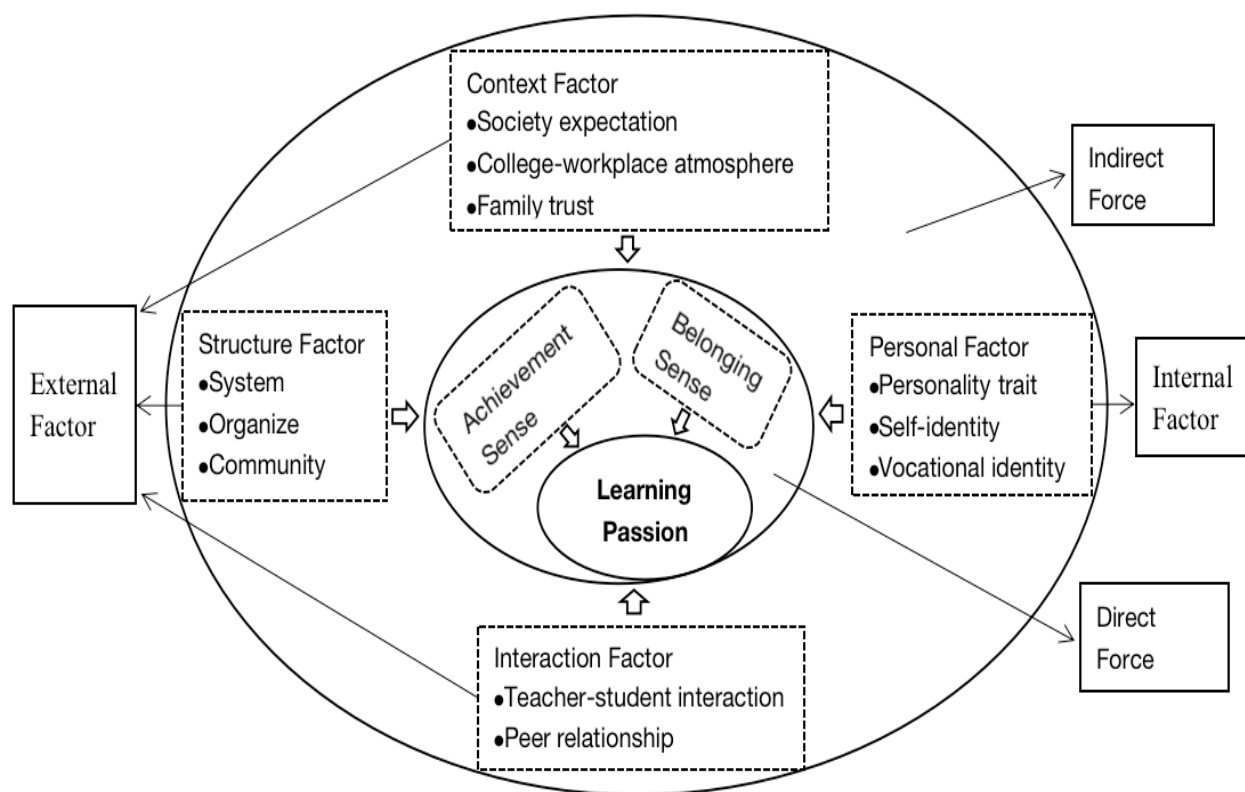 Context Factor
●Society expectation
●College-workplace atmosphere
●Family trust
Indirect
Force
External
Factor
Structure Factor
●System
●Organize
●Community
Achievement
Sense
Belonging
Sense
Learning
Passion
Personal Factor
●Personality trait
●Self-identity
●Vocational identity
Internal
Factor
Interaction Factor
●Teacher-student interaction
●Peer relationship
Direct
Force